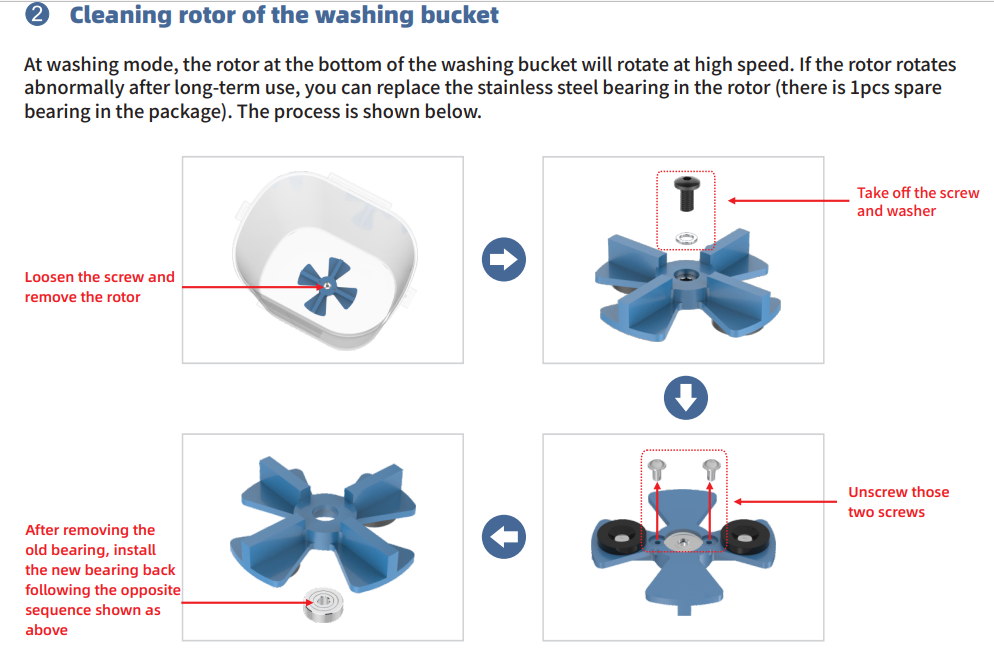 2 Cleaning rotor of the washing bucket
At washing mode, the rotor at the bottom of the washing bucket will rotate at high speed. If the rotor rotates
abnormally after long-term use, you can replace the stainless steel bearing in the rotor (there is 1pcs spare
bearing in the package). The process is shown below.
Loosen the screw and
remove the rotor
Take off the screw
and washer
Unscrew those
two screws
After removing the
old bearing, install
the new bearing back
following the opposite
sequence shown as
above